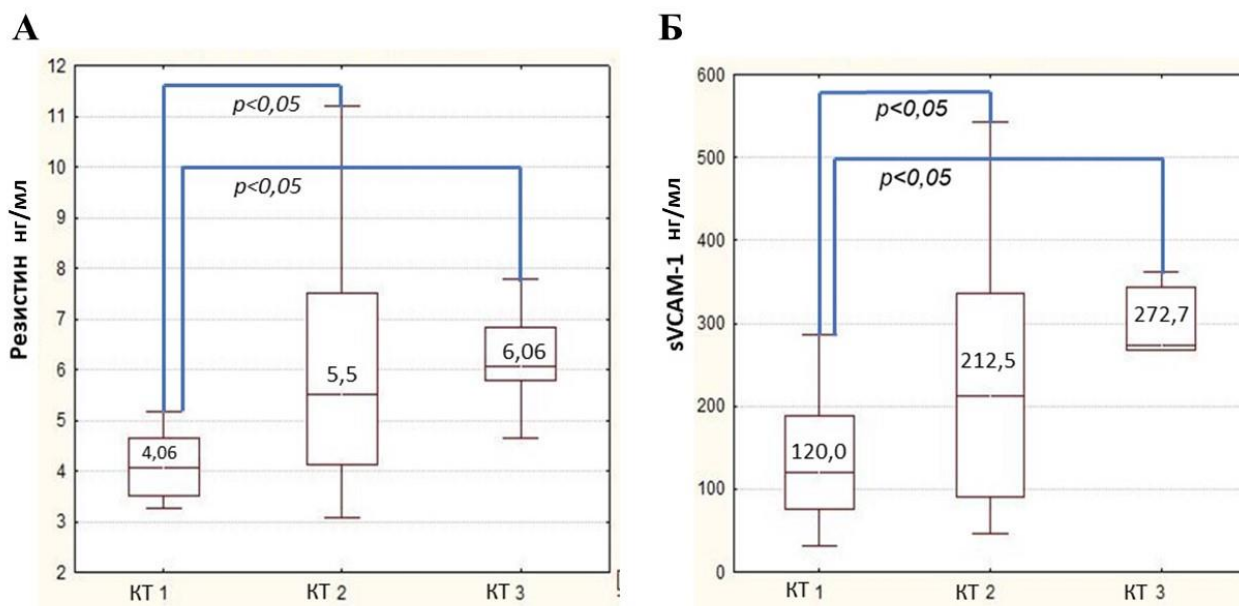 А
Резистин нг/мл
12
11
10
9
8
7
6
5
4
3
2
p<0,05
p<0,05
4,06
5,5
6,06
КТ 1
КТ 2
КТ 3
Б
sVCAM-1 нг/мл
600
500
400
300
200
100
0
p<0,05
p<0,05
120,0
212,5
272,7
КТ 1
КТ 2
КТ 3